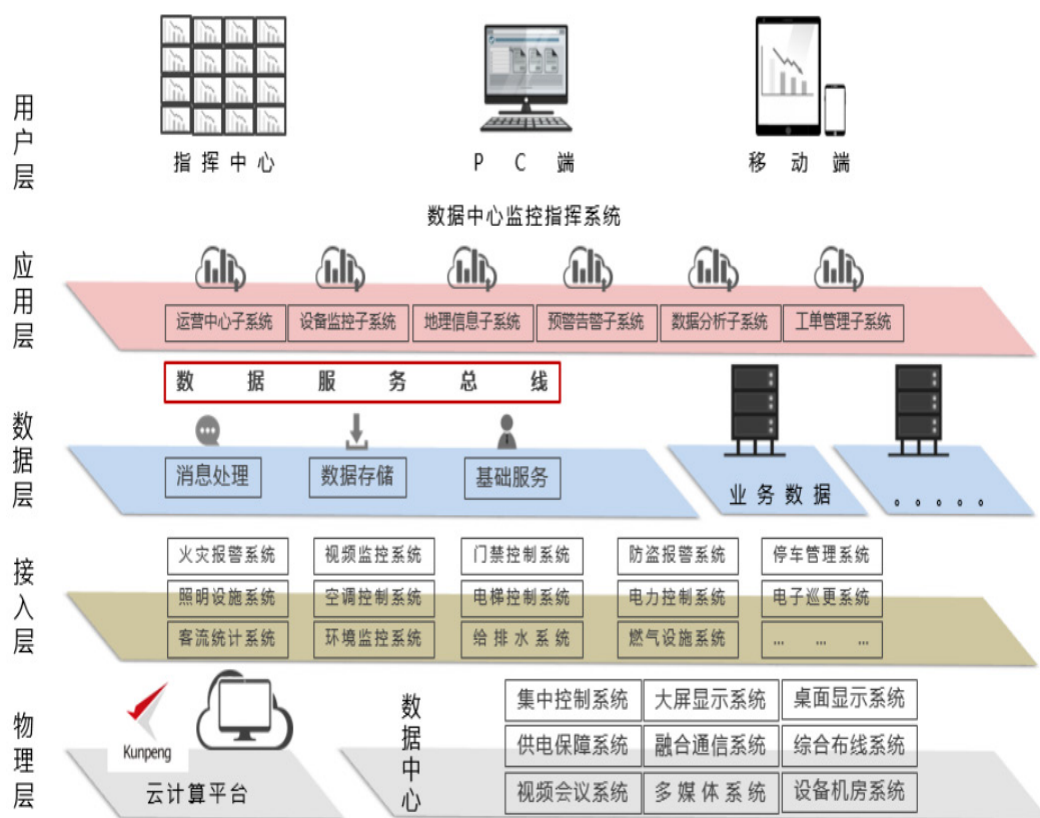 用户层
指挥中心
PC端
移动端
数据中心监控指挥系统
应用层
运营中心子系统
设备监控子系统
地理信息子系统
预警告警子系统
数据分析子系统
工单管理子系统
数据服务总线
数据层
消息处理
数据存储
基础服务
业务数据
。。。。。
接入层
火灾报警系统
视频监控系统
门禁控制系统
防盗报警系统
停车管理系统
照明设施系统
空调控制系统
电梯控制系统
电力控制系统
电子巡更系统
客流统计系统
环境监控系统
给排水系统
燃气设施系统
... ... ...
物理层
Kunpeng
云计算平台
数据中心
集中控制系统
大屏显示系统
桌面显示系统
供电保障系统
融合通信系统
综合布线系统
视频会议系统
多媒体系统
设备机房系统